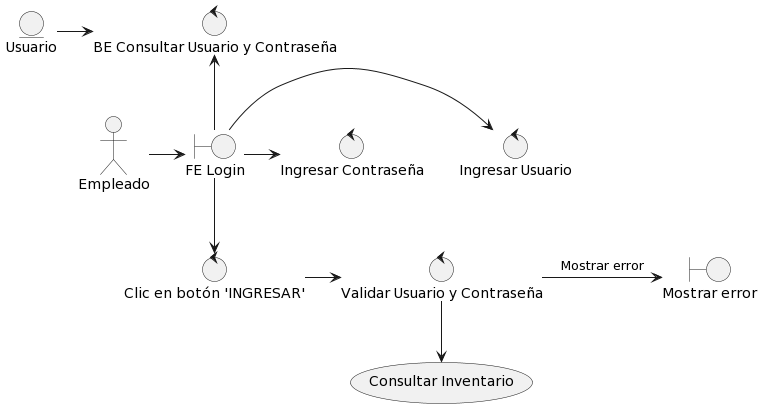 Usuario
BE Consultar Usuario y Contraseña
Empleado
FE Login
Ingresar Contraseña
Ingresar Usuario
Clic en botón 'INGRESAR'
Validar Usuario y Contraseña
Mostrar error
Mostrar error
Consultar Inventario